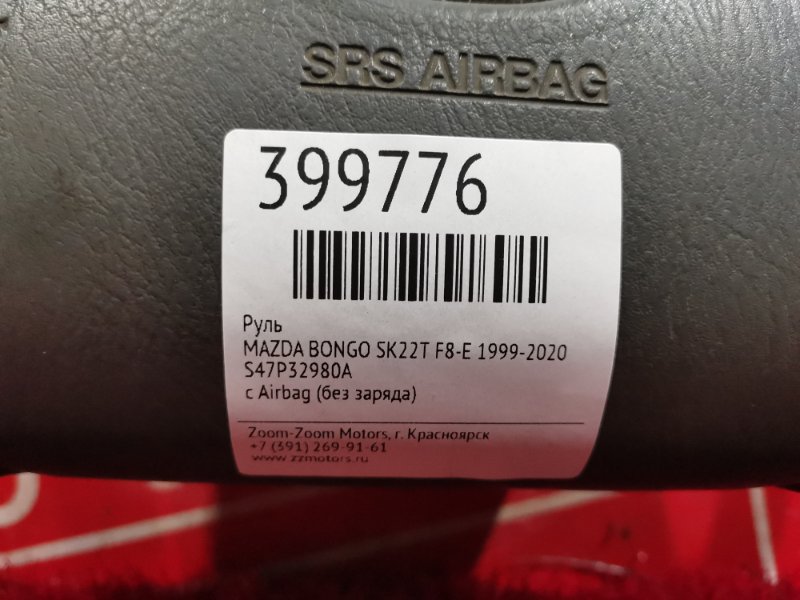 SRS AIRBAG
399776
Руль
MAZDA BONGO SK22T F8-E 1999-2020
S47P32980A
с Airbag (без заряда)
Zoom-Zoom Motors, г. Красноярск
+7 (391) 269-91-61
www.zzmotors.ru